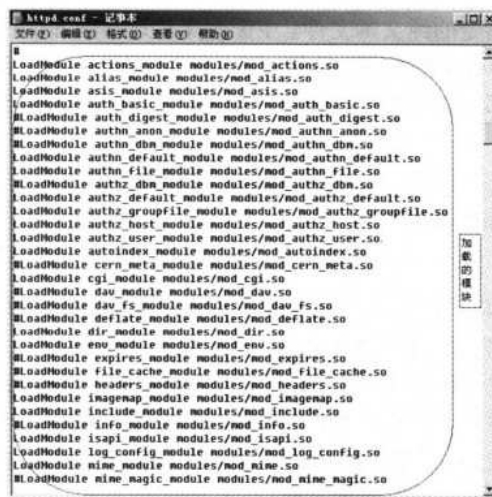 httpd.conf - 记事本
文件(F) 编辑(E) 格式(O) 查看(V) 帮助(H)
#
LoadModule actions_module modules/mod_actions.so
LoadModule alias_module modules/mod_alias.so
LoadModule asis_module modules/mod_asis.so
LoadModule auth_basic_module modules/mod_auth_basic.so
#LoadModule auth_digest_module modules/mod_auth_digest.so
#LoadModule authn_anon_module modules/mod_authn_anon.so
#LoadModule authn_dbm_module modules/mod_authn_dbm.so
LoadModule authn_default_module modules/mod_authn_default.so
LoadModule authn_file_module modules/mod_authn_file.so
#LoadModule authz_dbm_module modules/mod_authz_dbm.so
LoadModule authz_default_module modules/mod_authz_default.so
LoadModule authz_groupfile_module modules/mod_authz_groupfile.so
LoadModule authz_host_module modules/mod_authz_host.so
LoadModule authz_user_module modules/mod_authz_user.so
LoadModule autoindex_module modules/mod_autoindex.so
#LoadModule cern_meta_module modules/mod_cern_meta.so
LoadModule cgi_module modules/mod_cgi.so
#LoadModule dav_module modules/mod_dav.so
#LoadModule dav_fs_module modules/mod_dav_fs.so
#LoadModule deflate_module modules/mod_deflate.so
LoadModule dir_module modules/mod_dir.so
LoadModule env_module modules/mod_env.so
#LoadModule expires_module modules/mod_expires.so
#LoadModule file_cache_module modules/mod_file_cache.so
#LoadModule headers_module modules/mod_headers.so
LoadModule imagemap_module modules/mod_imagemap.so
LoadModule include_module modules/mod_include.so
#LoadModule info_module modules/mod_info.so
LoadModule isapi_module modules/mod_isapi.so
LoadModule log_config_module modules/mod_log_config.so
LoadModule mime_module modules/mod_mime.so
#LoadModule mime_magic_module modules/mod_mime_magic.so
加载的模块